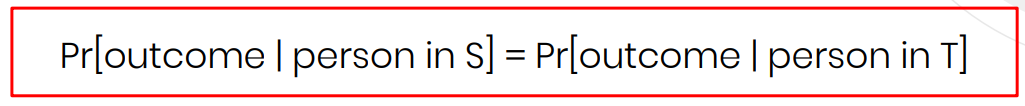 Pr[outcome | person in S] = Pr[outcome | person in T]